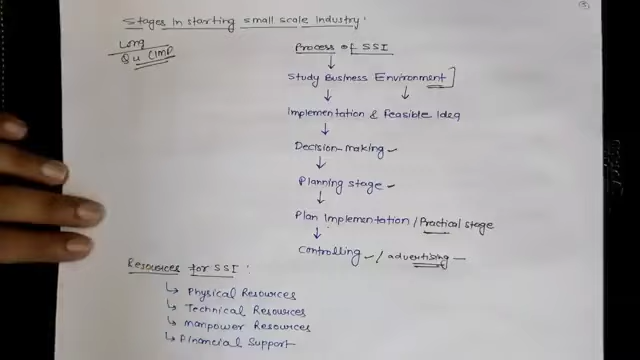 Stages In starting small scale Industry:
Long
Qu (IMP
Process of SSI
Study Business Environment
Implementation & Feasible Idea
Decision-making
Planning stage
Plan Implementation / Practical stage
Controlling / advertising
Resources for SSI:
Physical Resources
Technical Resources
manpower Resources
Financial Support